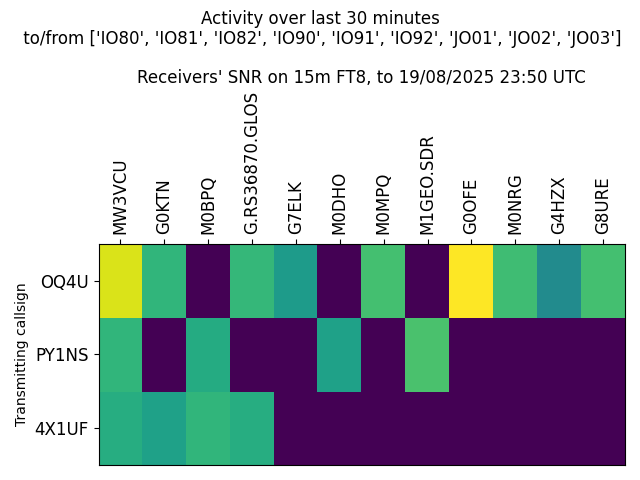 Activity over last 30 minutes
to/from ['IO80', 'IO81', 'IO82', 'IO90', 'IO91', 'IO92', 'JO01', 'JO02', 'JO03']
Receivers' SNR on 15m FT8, to 19/08/2025 23:50 UTC
MW3VCU
G0KTN
M0BPQ
G.RS36870.GLOS
G7ELK
M0DHO
M0MPQ
M1GEO.SDR
G0OFE
M0NRG
G4HZX
G8URE
Transmitting callsign
OQ4U
PY1NS
4X1UF